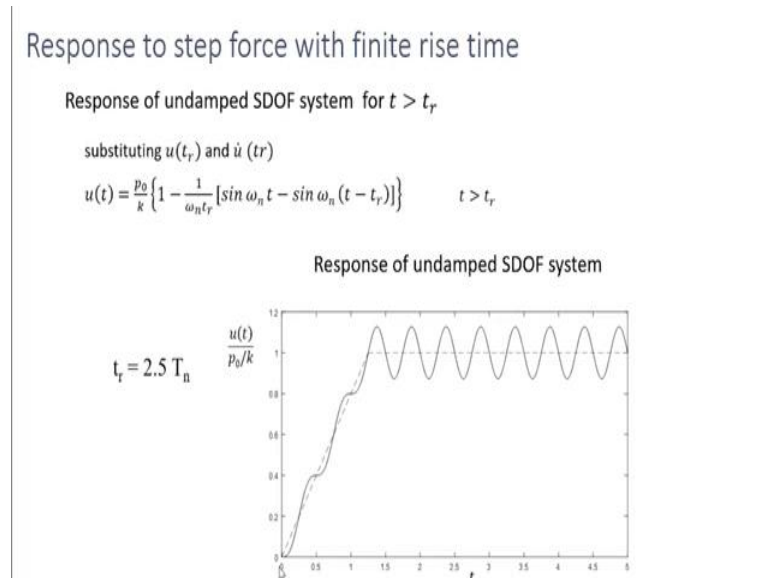 Response to step force with finite rise time
Response of undamped SDOF system for t > tᵣ
substituting u(tᵣ) and u̇ (tr)
u(t) = p₀/k {1 − 1/ωₙtᵣ [sin ωₙ t − sin ωₙ (t − tᵣ)]} t > tᵣ
Response of undamped SDOF system
tᵣ = 2.5 Tₙ
u(t)
p₀/k
1.2
1
0.8
0.6
0.4
0.2
0
0 0.5 1 1.5 2 2.5 3 3.5 4 4.5 5
t